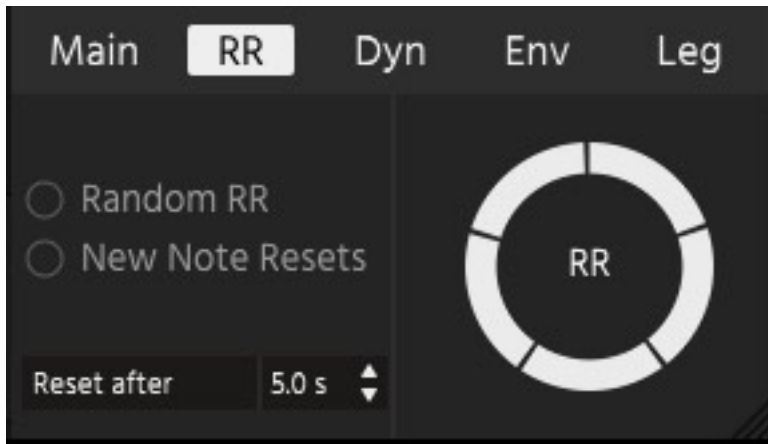 Main RR Dyn Env Leg
Random RR
New Note Resets
RR
Reset after 5.0 s